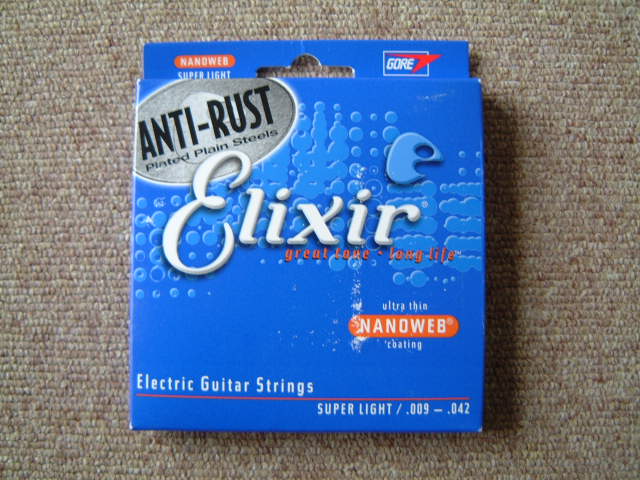 NANOWEB
SUPER LIGHT
GORE
ANTI-RUST
Plated Plain Steels
Elixir®
great tone • long life™
ultra thin
NANOWEB®
coating
Electric Guitar Strings
SUPER LIGHT / .009 – .042